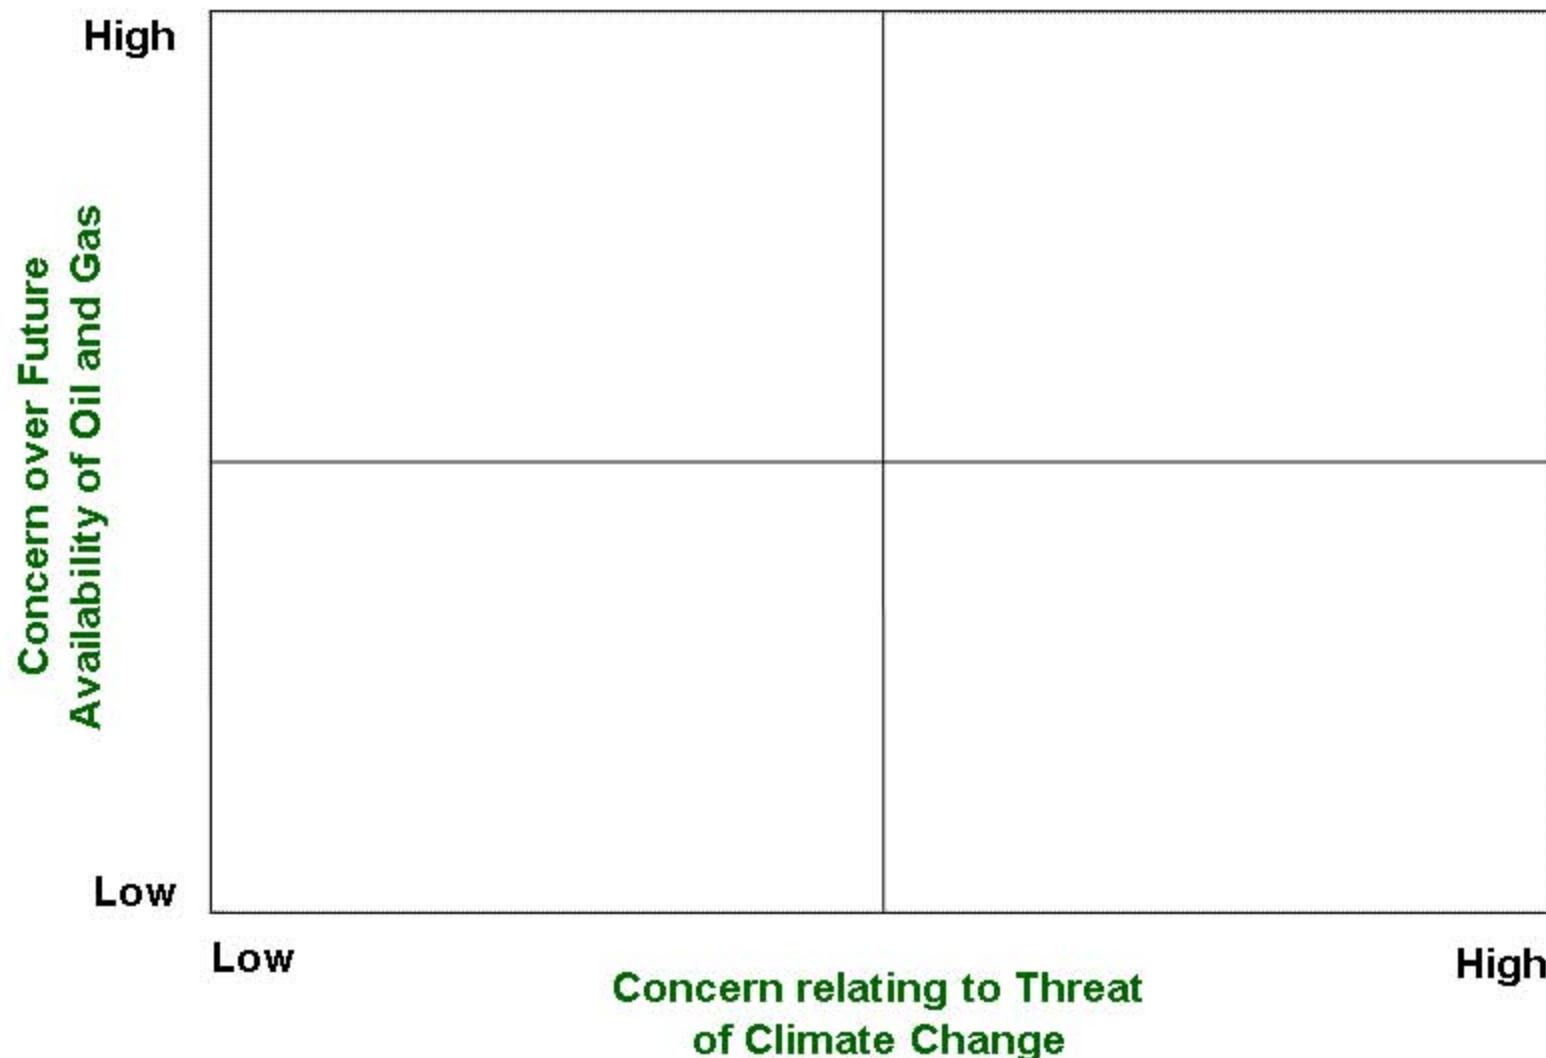 High
Concern over Future
Availability of Oil and Gas
Low
Low
High
Concern relating to Threat
of Climate Change